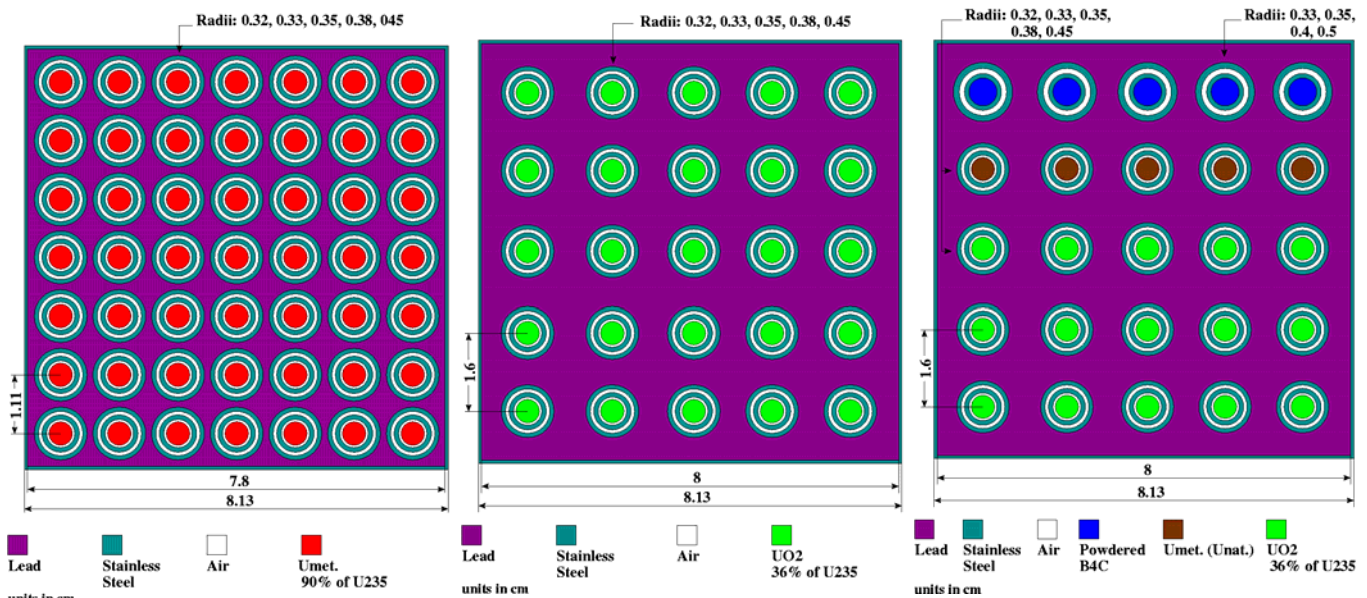 Radii: 0.32, 0.33, 0.35, 0.38, 045
1.11
7.8
8.13
Lead
Stainless
Steel
Air
Umet.
90% of U235
units in cm
Radii: 0.32, 0.33, 0.35, 0.38, 0.45
1.6
8
8.13
Lead
Stainless
Steel
Air
UO2
36% of U235
units in cm
Radii: 0.32, 0.33, 0.35,
0.38, 0.45
Radii: 0.33, 0.35,
0.4, 0.5
1.6
8
8.13
Lead
Stainless
Steel
Air
Powdered
B4C
Umet. (Unat.)
UO2
36% of U235
units in cm